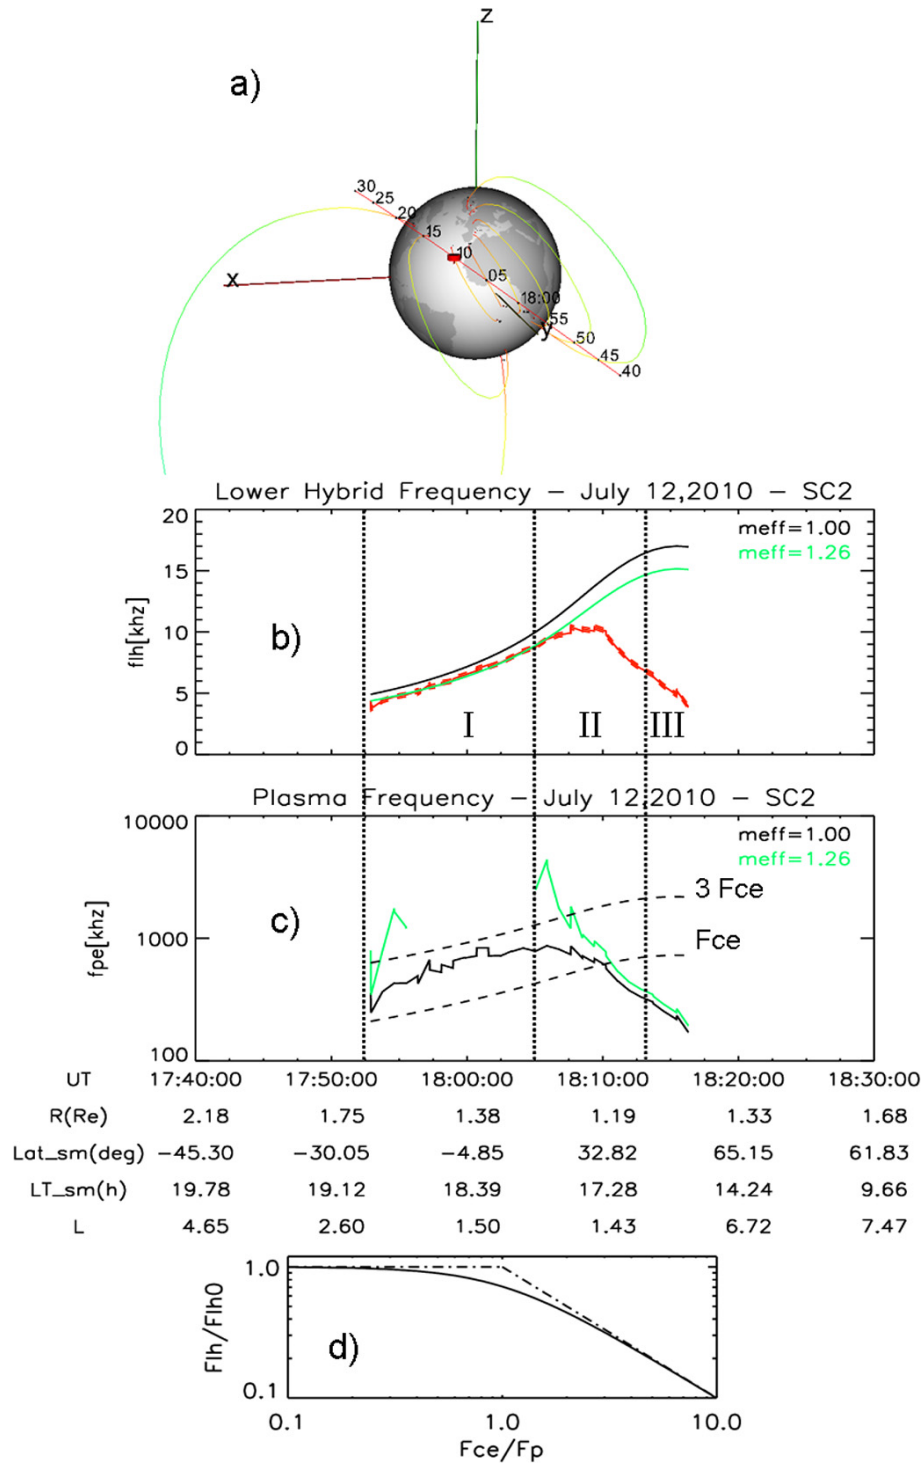 z
a)
.30
.25
.20
.15
x
.10
.05
.18:00
.55
y
.50
.45
.40
Lower Hybrid Frequency – July 12,2010 – SC2
20
meff=1.00
meff=1.26
15
flh[khz]
b)
10
5
I II III
0
Plasma Frequency – July 12,2010 – SC2
10000
meff=1.00
meff=1.26
3 Fce
c)
fpe[khz]
1000
Fce
100
UT 17:40:00 17:50:00 18:00:00 18:10:00 18:20:00 18:30:00
R(Re) 2.18 1.75 1.38 1.19 1.33 1.68
Lat_sm(deg) −45.30 −30.05 −4.85 32.82 65.15 61.83
LT_sm(h) 19.78 19.12 18.39 17.28 14.24 9.66
L 4.65 2.60 1.50 1.43 6.72 7.47
1.0
Flh/Flh0
d)
0.1
0.1 1.0 10.0
Fce/Fp